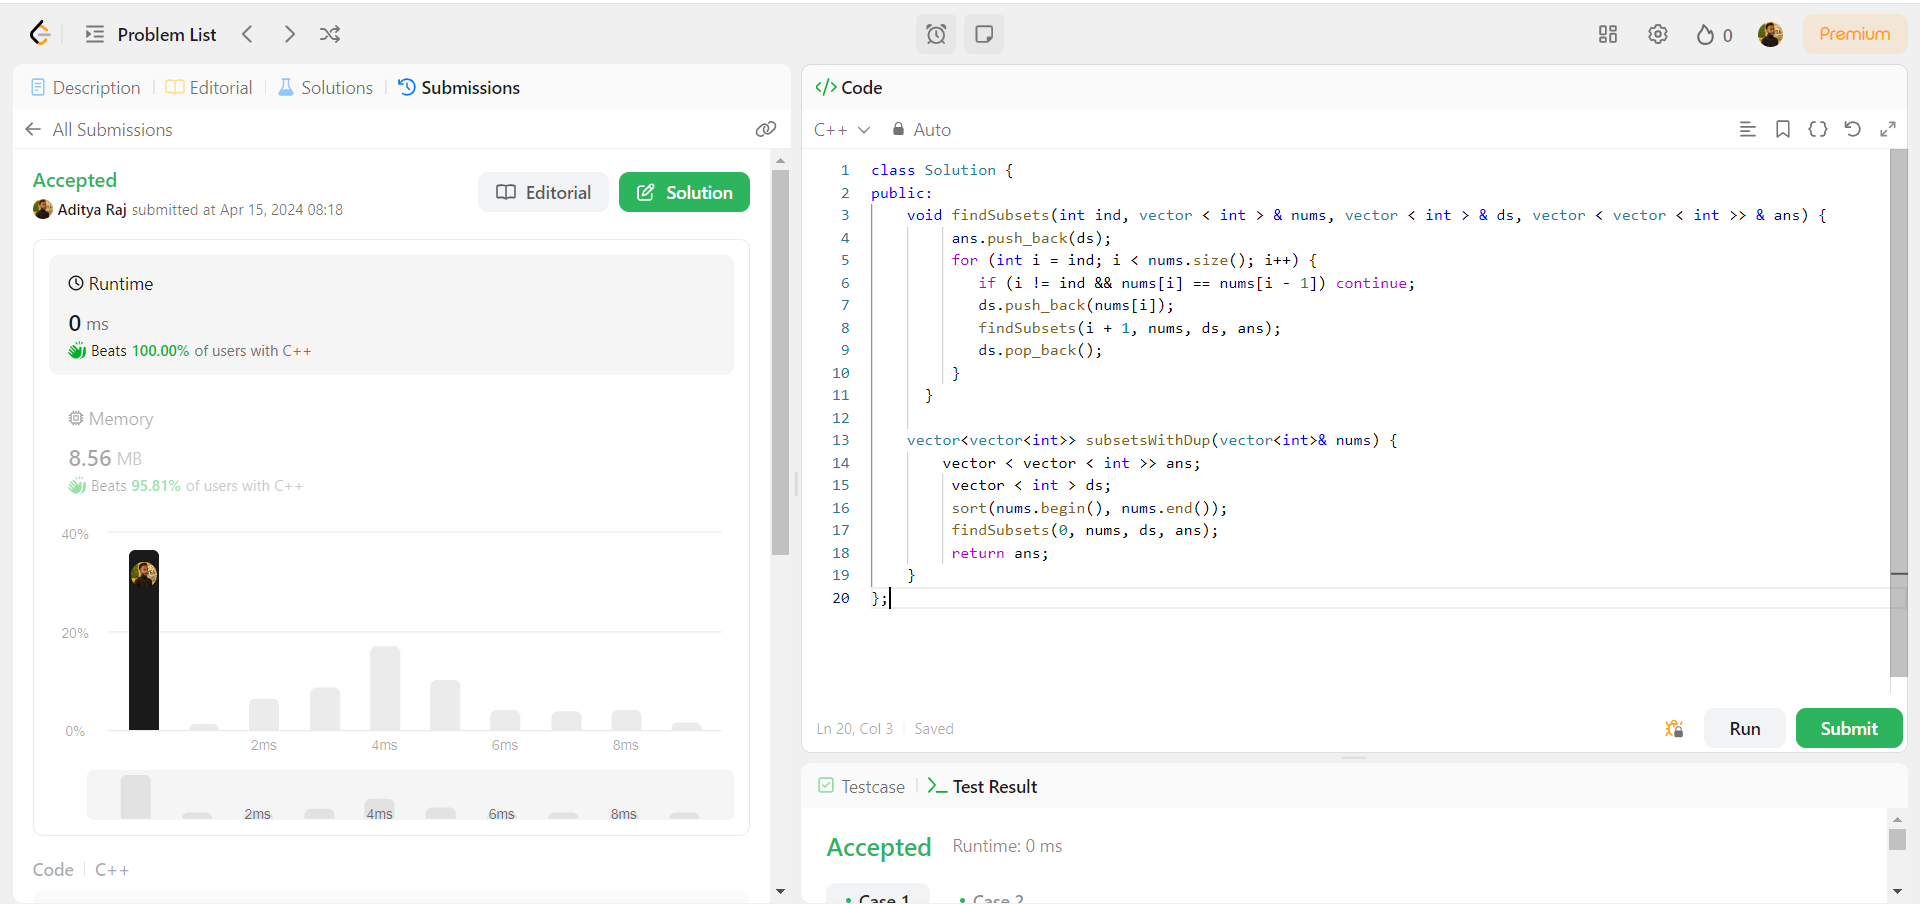 Problem List
0
Premium
Description
Editorial
Solutions
Submissions
All Submissions
Accepted
Aditya Raj submitted at Apr 15, 2024 08:18
Editorial
Solution
Runtime
0 ms
Beats 100.00% of users with C++
Memory
8.56 MB
Beats 95.81% of users with C++
40%
20%
0%
2ms 4ms 6ms 8ms
2ms 4ms 6ms 8ms
Code C++
</> Code
C++ Auto
1 class Solution {
2 public:
3 void findSubsets(int ind, vector < int > & nums, vector < int > & ds, vector < vector < int >> & ans) {
4 ans.push_back(ds);
5 for (int i = ind; i < nums.size(); i++) {
6 if (i != ind && nums[i] == nums[i - 1]) continue;
7 ds.push_back(nums[i]);
8 findSubsets(i + 1, nums, ds, ans);
9 ds.pop_back();
10 }
11 }
12
13 vector<vector<int>> subsetsWithDup(vector<int>& nums) {
14 vector < vector < int >> ans;
15 vector < int > ds;
16 sort(nums.begin(), nums.end());
17 findSubsets(0, nums, ds, ans);
18 return ans;
19 }
20 };
Ln 20, Col 3 Saved
Run
Submit
Testcase
Test Result
Accepted Runtime: 0 ms
• Case 1 • Case 2